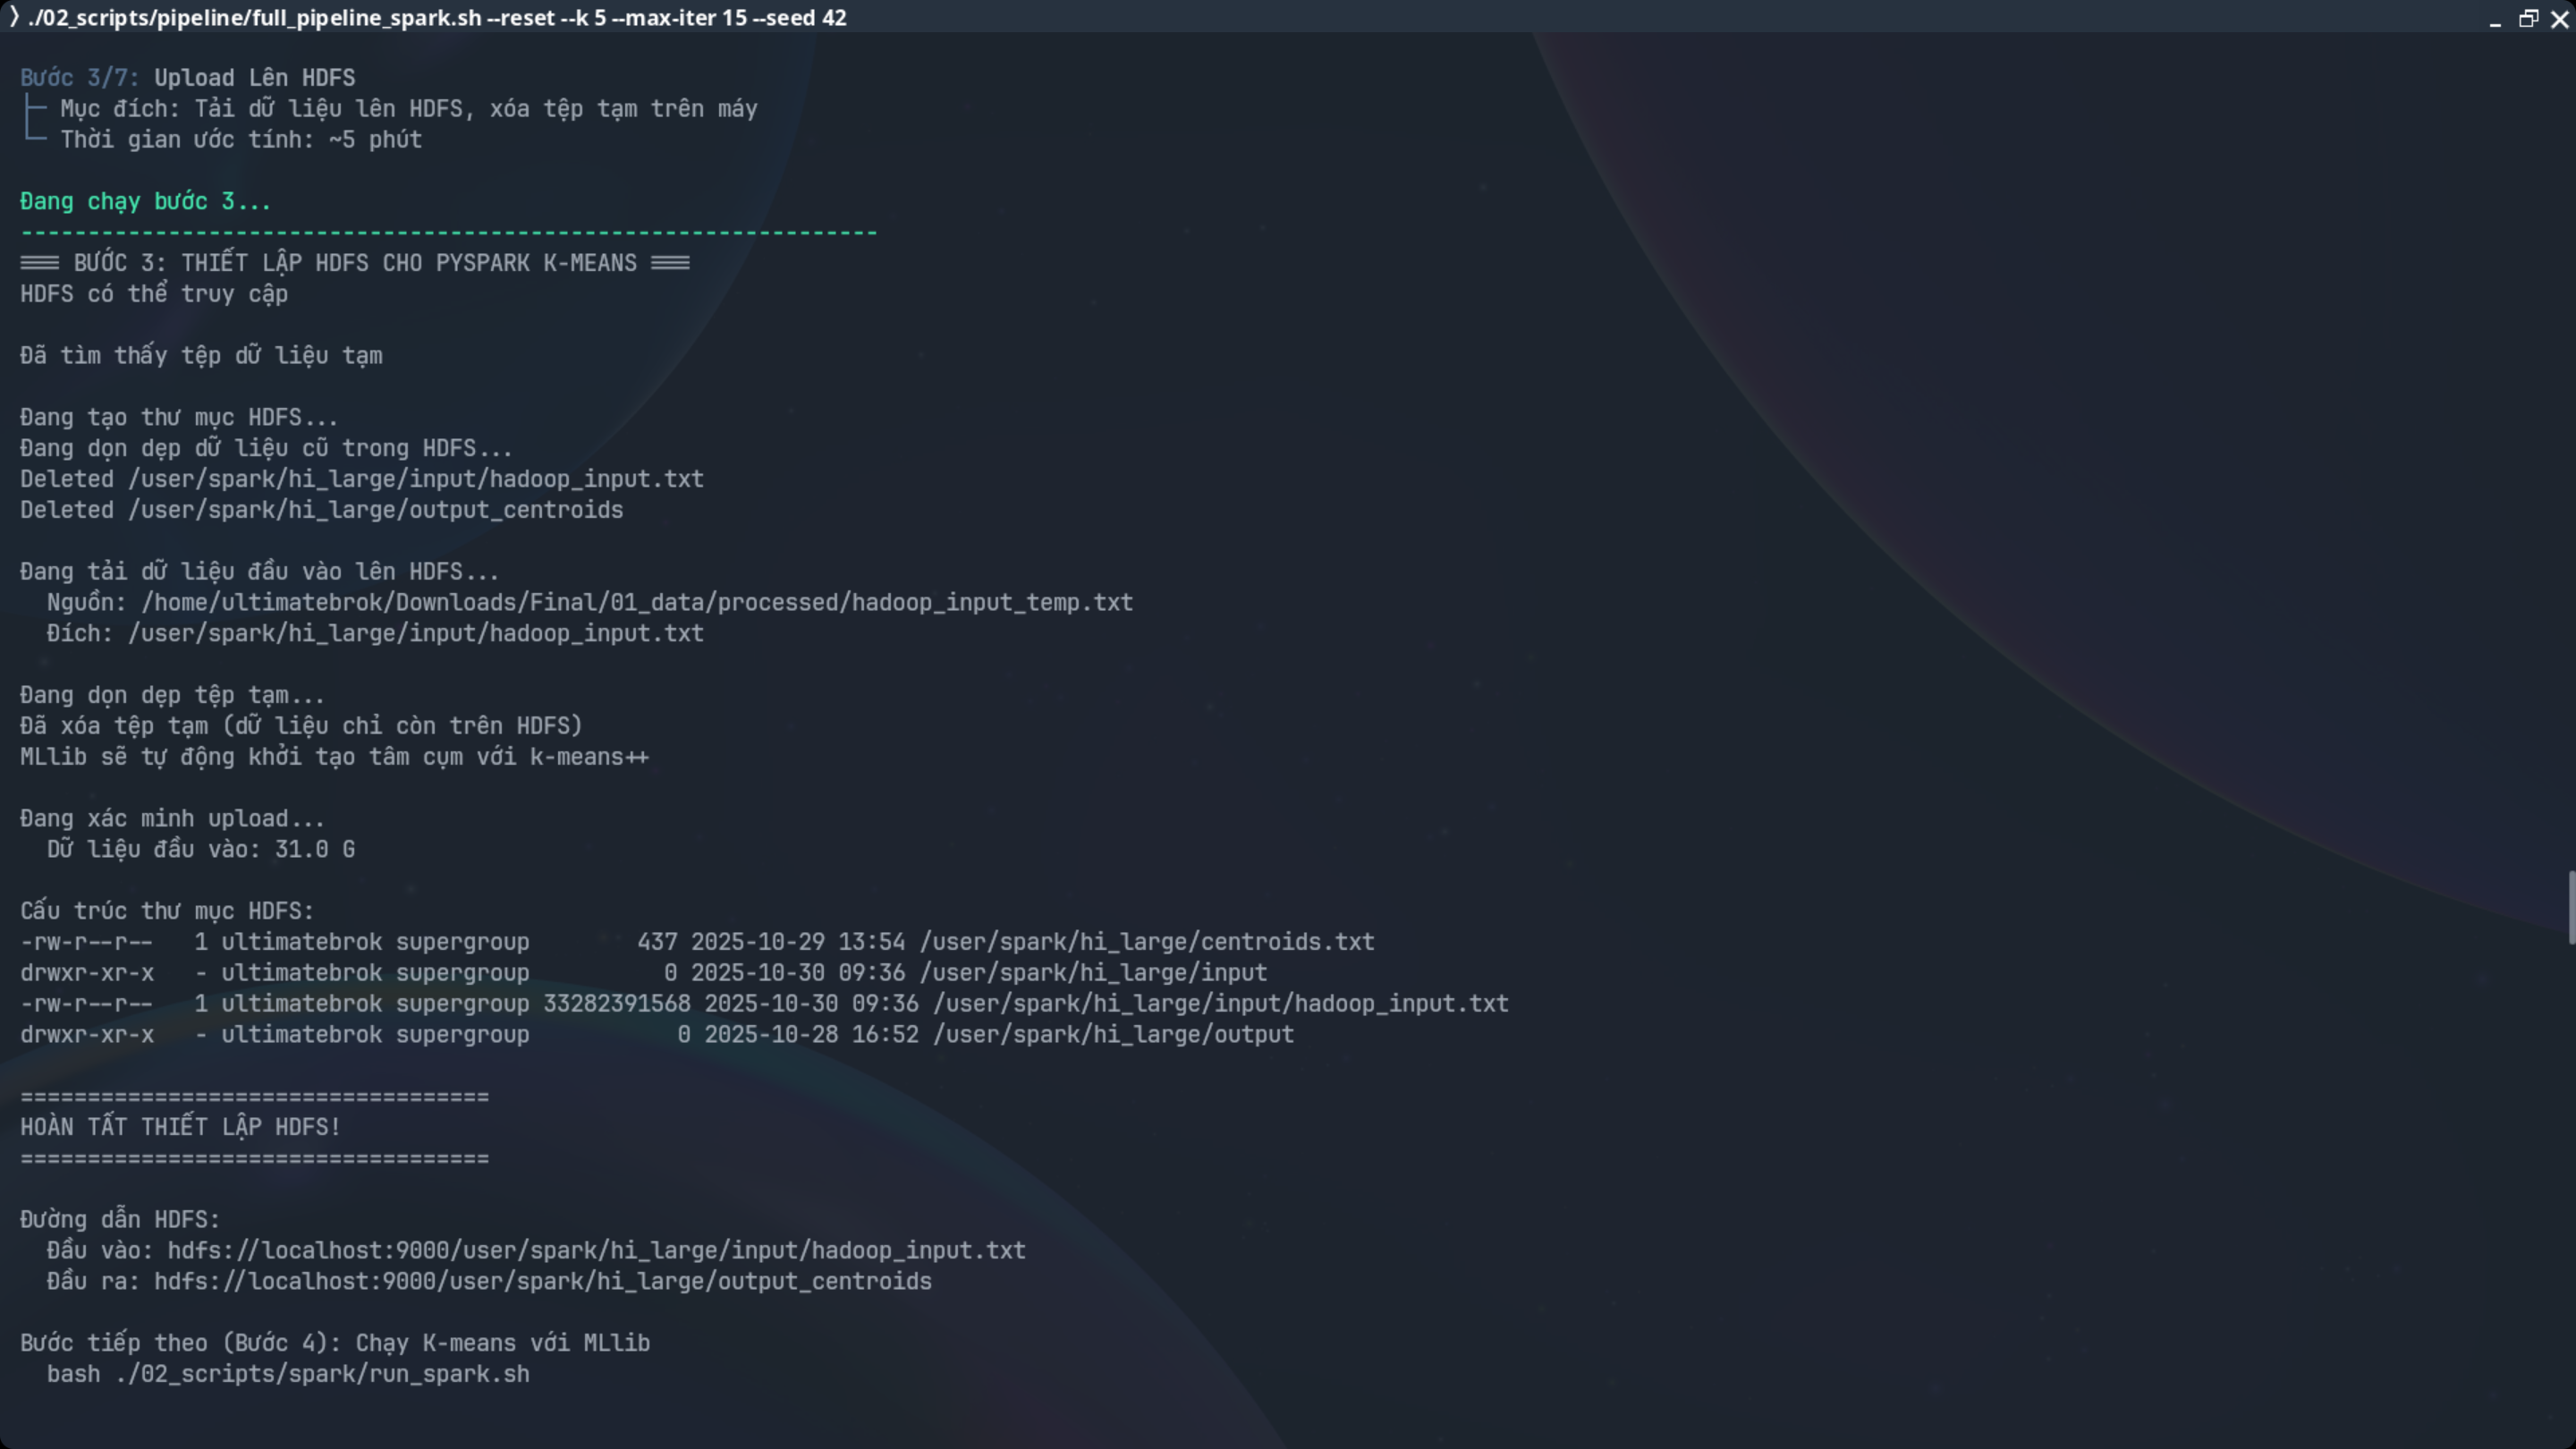 ❯ ./02_scripts/pipeline/full_pipeline_spark.sh --reset --k 5 --max-iter 15 --seed 42
Bước 3/7: Upload Lên HDFS
├─ Mục đích: Tải dữ liệu lên HDFS, xóa tệp tạm trên máy
└─ Thời gian ước tính: ~5 phút
Đang chạy bước 3...
----------------------------------------------------------------
=== BƯỚC 3: THIẾT LẬP HDFS CHO PYSPARK K-MEANS ===
HDFS có thể truy cập
Đã tìm thấy tệp dữ liệu tạm
Đang tạo thư mục HDFS...
Đang dọn dẹp dữ liệu cũ trong HDFS...
Deleted /user/spark/hi_large/input/hadoop_input.txt
Deleted /user/spark/hi_large/output_centroids
Đang tải dữ liệu đầu vào lên HDFS...
Nguồn: /home/ultimatebrok/Downloads/Final/01_data/processed/hadoop_input_temp.txt
Đích: /user/spark/hi_large/input/hadoop_input.txt
Đang dọn dẹp tệp tạm...
Đã xóa tệp tạm (dữ liệu chỉ còn trên HDFS)
MLlib sẽ tự động khởi tạo tâm cụm với k-means++
Đang xác minh upload...
Dữ liệu đầu vào: 31.0 G
Cấu trúc thư mục HDFS:
-rw-r--r--   1 ultimatebrok supergroup        437 2025-10-29 13:54 /user/spark/hi_large/centroids.txt
drwxr-xr-x   - ultimatebrok supergroup          0 2025-10-30 09:36 /user/spark/hi_large/input
-rw-r--r--   1 ultimatebrok supergroup 33282391568 2025-10-30 09:36 /user/spark/hi_large/input/hadoop_input.txt
drwxr-xr-x   - ultimatebrok supergroup           0 2025-10-28 16:52 /user/spark/hi_large/output
===================================
HOÀN TẤT THIẾT LẬP HDFS!
===================================
Đường dẫn HDFS:
Đầu vào: hdfs://localhost:9000/user/spark/hi_large/input/hadoop_input.txt
Đầu ra: hdfs://localhost:9000/user/spark/hi_large/output_centroids
Bước tiếp theo (Bước 4): Chạy K-means với MLlib
bash ./02_scripts/spark/run_spark.sh